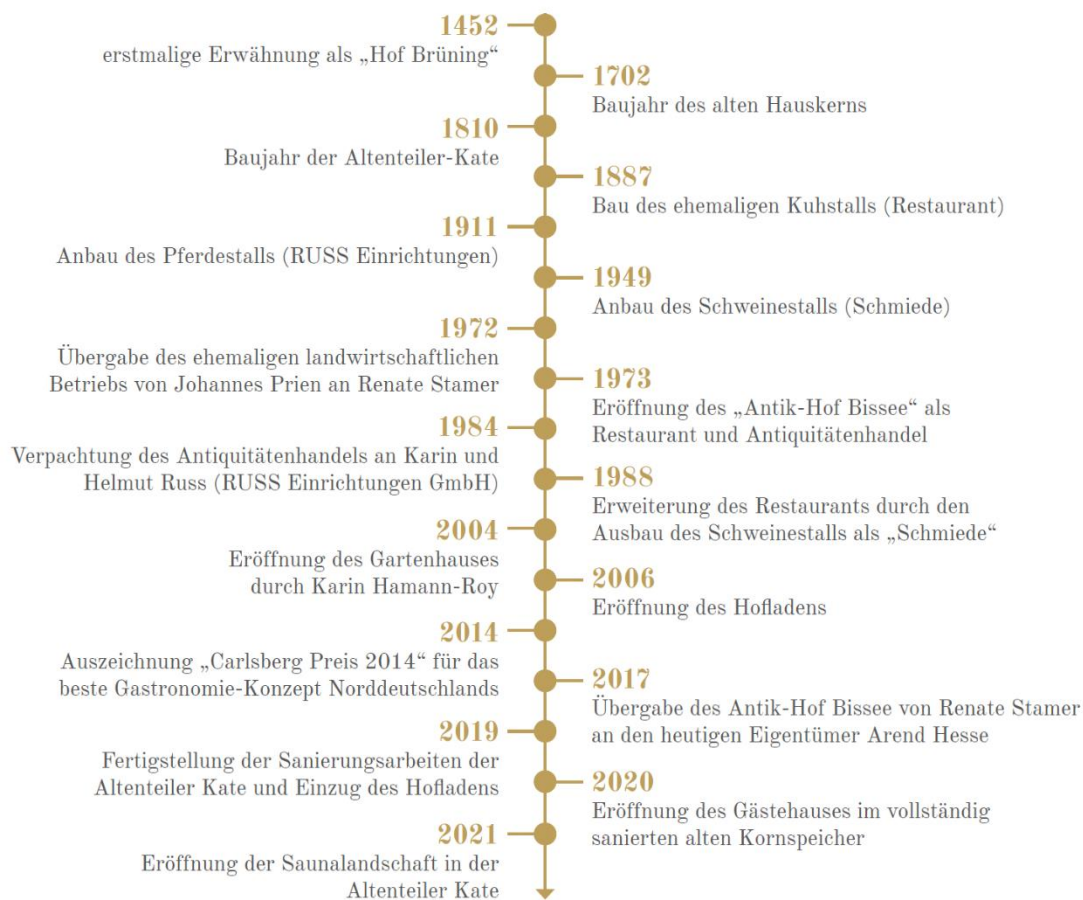 1452
erstmalige Erwähnung als „Hof Brüning“
1702
Baujahr des alten Hauskerns
1810
Baujahr der Altenteiler-Kate
1887
Bau des ehemaligen Kuhstalls (Restaurant)
1911
Anbau des Pferdestalls (RUSS Einrichtungen)
1949
Anbau des Schweinestalls (Schmiede)
1972
Übergabe des ehemaligen landwirtschaftlichen
Betriebs von Johannes Prien an Renate Stamer
1973
Eröffnung des „Antik-Hof Bissee“ als
Restaurant und Antiquitätenhandel
1984
Verpachtung des Antiquitätenhandels an Karin und
Helmut Russ (RUSS Einrichtungen GmbH)
1988
Erweiterung des Restaurants durch den
Ausbau des Schweinestalls als „Schmiede“
2004
Eröffnung des Gartenhauses
durch Karin Hamann-Roy
2006
Eröffnung des Hofladens
2014
Auszeichnung „Carlsberg Preis 2014“ für das
beste Gastronomie-Konzept Norddeutschlands
2017
Übergabe des Antik-Hof Bissee von Renate Stamer
an den heutigen Eigentümer Arend Hesse
2019
Fertigstellung der Sanierungsarbeiten der
Altenteiler Kate und Einzug des Hofladens
2020
Eröffnung des Gästehauses im vollständig
sanierten alten Kornspeicher
2021
Eröffnung der Saunalandschaft in der
Altenteiler Kate